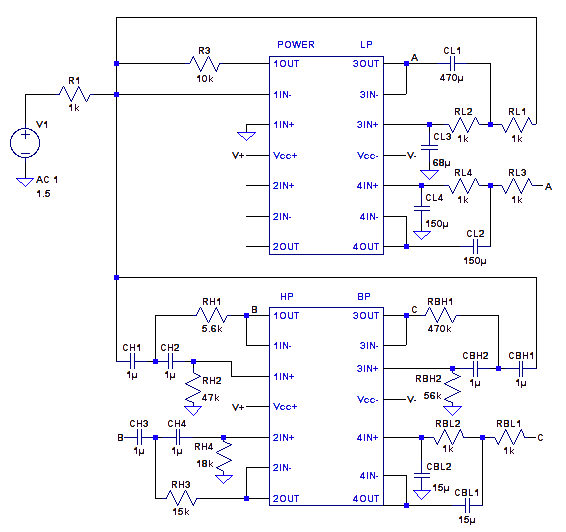 POWER LP
R3 1OUT 3OUT A CL1
10k 470µ
R1 1IN- 3IN-
1k
V1 1IN+ 3IN+ RL2 RL1
CL3 1k 1k
V+ Vcc+ Vcc- V- 68µ
AC 1 2IN+ 4IN+ RL4 RL3 A
1.5 1k 1k
CL4
2IN- 4IN- 150µ CL2
2OUT 4OUT 150µ
HP BP
RH1 B 1OUT 3OUT C RBH1
5.6k 470k
CH1 CH2 1IN- 3IN- CBH2 CBH1
1µ 1µ 1IN+ 3IN+ 1µ 1µ
RH2 RBH2
47k 56k
V+ Vcc+ Vcc- V-
CH3 CH4 RBL2 RBL1
B 2IN+ 4IN+ C
1µ 1µ RH4 1k 1k
18k CBL2
2IN- 4IN- 15µ
RH3 CBL1
2OUT 4OUT
15k 15µ